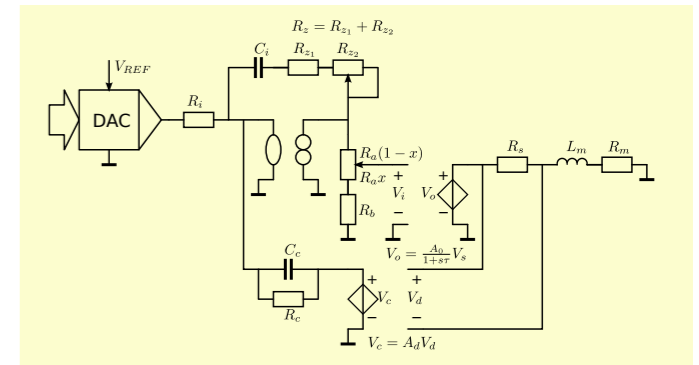 R_z = R_{z_1} + R_{z_2}
C_i R_{z_1} R_{z_2}
V_{REF}
R_i
DAC
R_a(1 − x)
R_a x
R_b
+
V_i
−
+
V_o
−
R_s
L_m
R_m
V_o = \frac{A_0}{1+sτ} V_s
C_c
R_c
+
V_c
−
+
V_d
−
V_c = A_d V_d